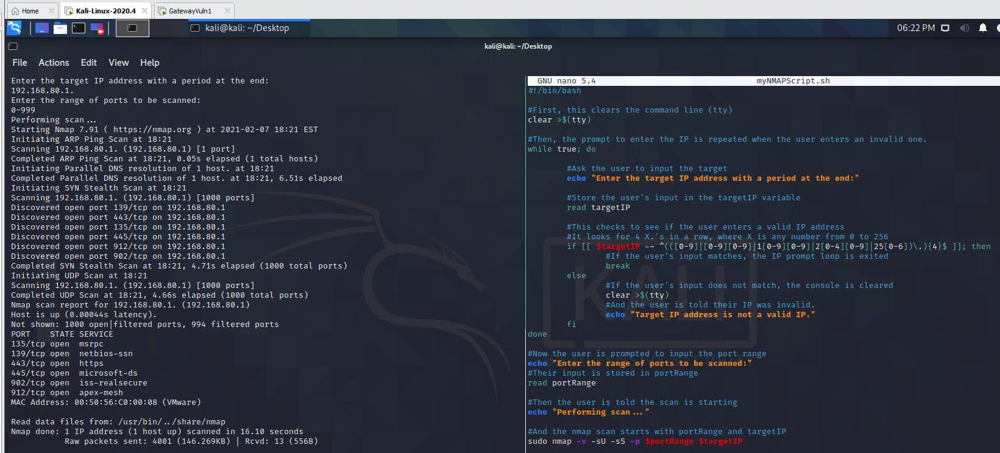 Home
Kali-Linux-2020.4
GatewayVuln1
kali@kali: ~/Desktop
06:22 PM
kali@kali: ~/Desktop
File Actions Edit View Help
Enter the target IP address with a period at the end:
192.168.80.1.
Enter the range of ports to be scanned:
0-999
Performing scan...
Starting Nmap 7.91 ( https://nmap.org ) at 2021-02-07 18:21 EST
Initiating ARP Ping Scan at 18:21
Scanning 192.168.80.1. (192.168.80.1) [1 port]
Completed ARP Ping Scan at 18:21, 0.05s elapsed (1 total hosts)
Initiating Parallel DNS resolution of 1 host. at 18:21
Completed Parallel DNS resolution of 1 host. at 18:21, 6.51s elapsed
Initiating SYN Stealth Scan at 18:21
Scanning 192.168.80.1. (192.168.80.1) [1000 ports]
Discovered open port 139/tcp on 192.168.80.1
Discovered open port 443/tcp on 192.168.80.1
Discovered open port 135/tcp on 192.168.80.1
Discovered open port 445/tcp on 192.168.80.1
Discovered open port 912/tcp on 192.168.80.1
Discovered open port 902/tcp on 192.168.80.1
Completed SYN Stealth Scan at 18:21, 4.71s elapsed (1000 total ports)
Initiating UDP Scan at 18:21
Scanning 192.168.80.1. (192.168.80.1) [1000 ports]
Completed UDP Scan at 18:21, 4.66s elapsed (1000 total ports)
Nmap scan report for 192.168.80.1. (192.168.80.1)
Host is up (0.00044s latency).
Not shown: 1000 open|filtered ports, 994 filtered ports
PORT    STATE SERVICE
135/tcp open  msrpc
139/tcp open  netbios-ssn
443/tcp open  https
445/tcp open  microsoft-ds
902/tcp open  iss-realsecure
912/tcp open  apex-mesh
MAC Address: 00:50:56:C0:00:08 (VMware)
Read data files from: /usr/bin/../share/nmap
Nmap done: 1 IP address (1 host up) scanned in 16.10 seconds
Raw packets sent: 4001 (146.269KB) | Rcvd: 13 (556B)
GNU nano 5.4 myNMAPScript.sh
#!/bin/bash
#First, this clears the command line (tty)
clear >$(tty)
#Then, the prompt to enter the IP is repeated when the user enters an invalid one.
while true; do
#Ask the user to input the target
echo "Enter the target IP address with a period at the end:"
#Store the user's input in the targetIP variable
read targetIP
#This checks to see if the user enters a valid IP address
#It looks for 4 X.'s in a row, where X is any number from 0 to 256
if [[ $targetIP =~ ^(([0-9]|[0-9][0-9]|1[0-9][0-9]|2[0-4][0-9]|25[0-6])\.){4}$ ]]; then
#If the user's input matches, the IP prompt loop is exited
break
else
#If the user's input does not match, the console is cleared
clear >$(tty)
#And the user is told their IP was invalid.
echo "Target IP address is not a valid IP."
fi
done
#Now the user is prompted to input the port range
echo "Enter the range of ports to be scanned:"
#Their input is stored in portRange
read portRange
#Then the user is told the scan is starting
echo "Performing scan..."
#And the nmap scan starts with portRange and targetIP
sudo nmap -v -sU -sS -p $portRange $targetIP
KALI